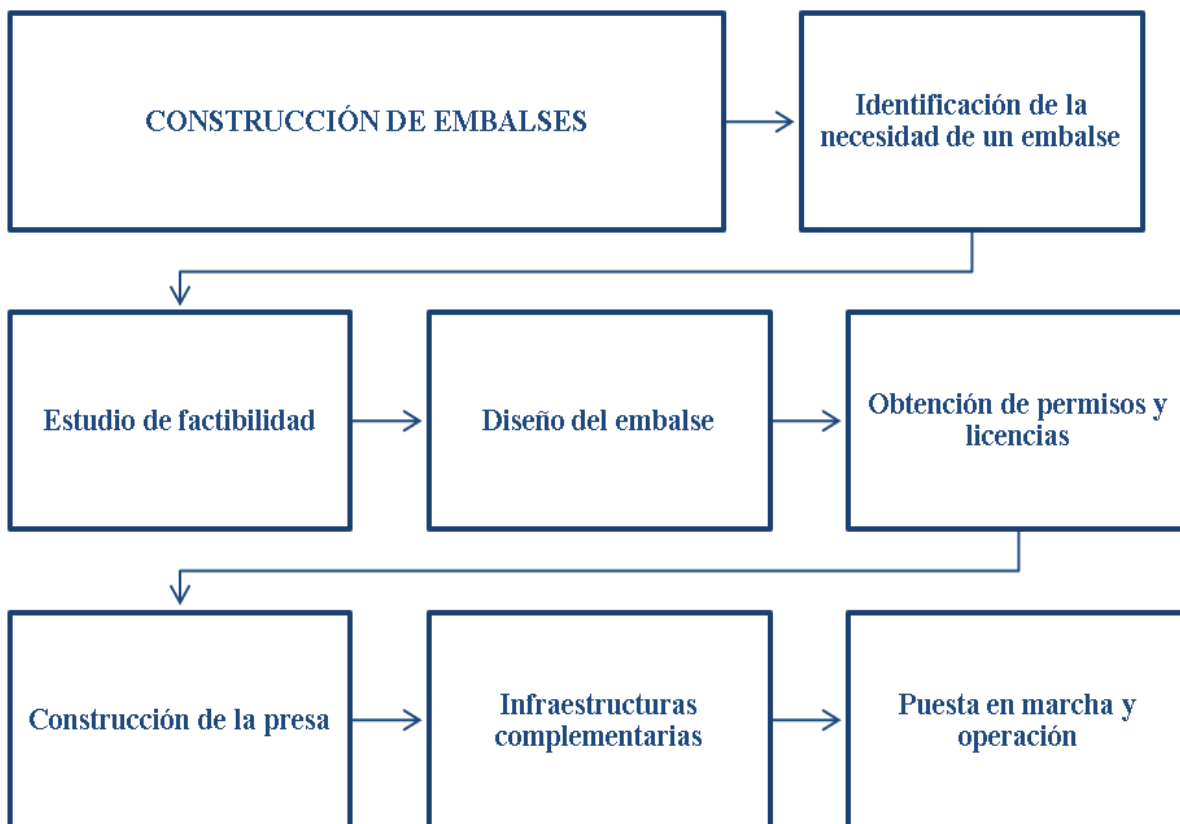 CONSTRUCCIÓN DE EMBALSES
Identificación de la
necesidad de un embalse
Estudio de factibilidad
Diseño del embalse
Obtención de permisos y
licencias
Construcción de la presa
Infraestructuras
complementarias
Puesta en marcha y
operación